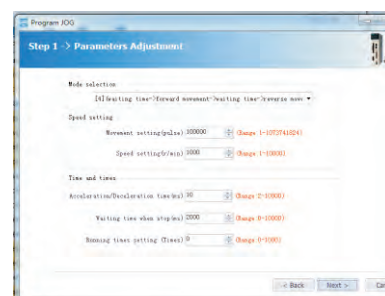 Program JOG
Step 1 -> Parameters Adjustment
Mode selection
[4](waiting time->forward movement->waiting time->reverse move
Speed setting
Movement setting(pulse) 100000 (Range 1-1073741824)
Speed setting(r/min) 1000 (Range 1-10000)
Time and times
Acceleration/Deceleration time(ms) 30 (Range 2-10000)
Waiting time when stop(ms) 2000 (Range 0-10000)
Running times setting (Times) 0 (Range 0-1000)
< Back Next >